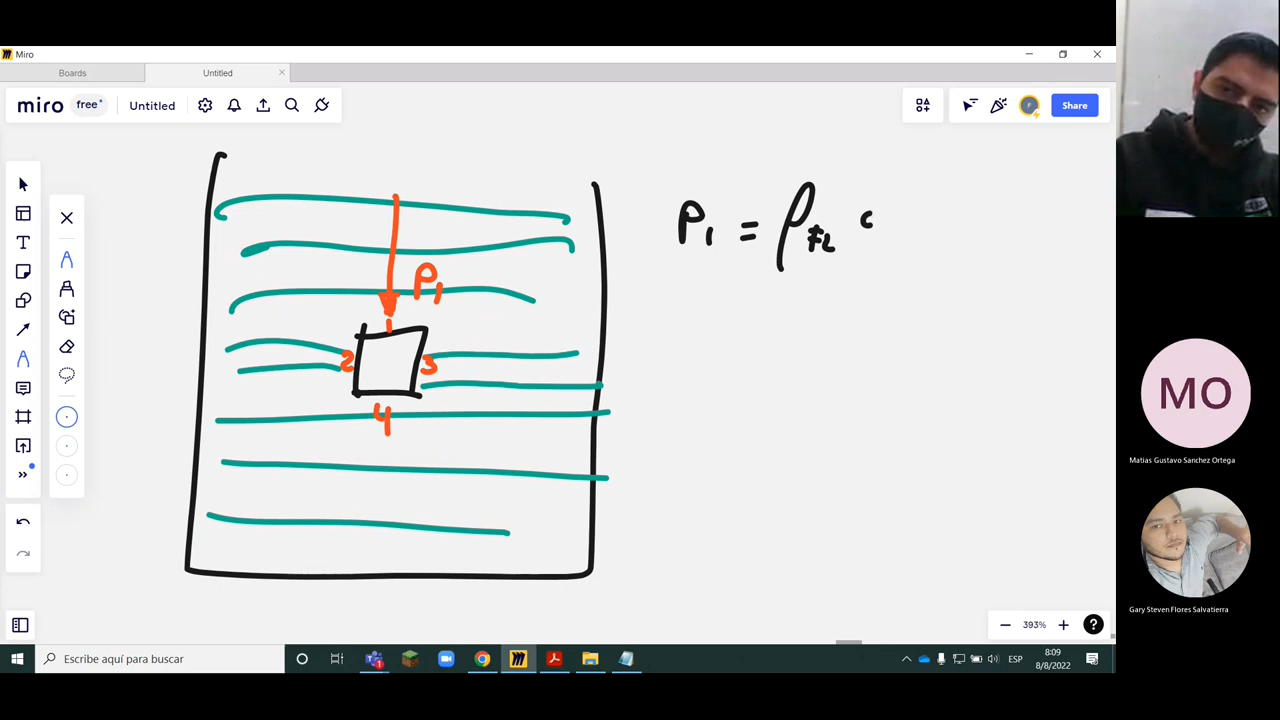 Miro
Boards
Untitled
miro free Untitled
Share
P1 = ρFL
P1
2
3
4
393%
MO
Matias Gustavo Sanchez Ortega
Gary Steven Flores Salvatierra
Escribe aquí para buscar
ESP
8:09
8/8/2022